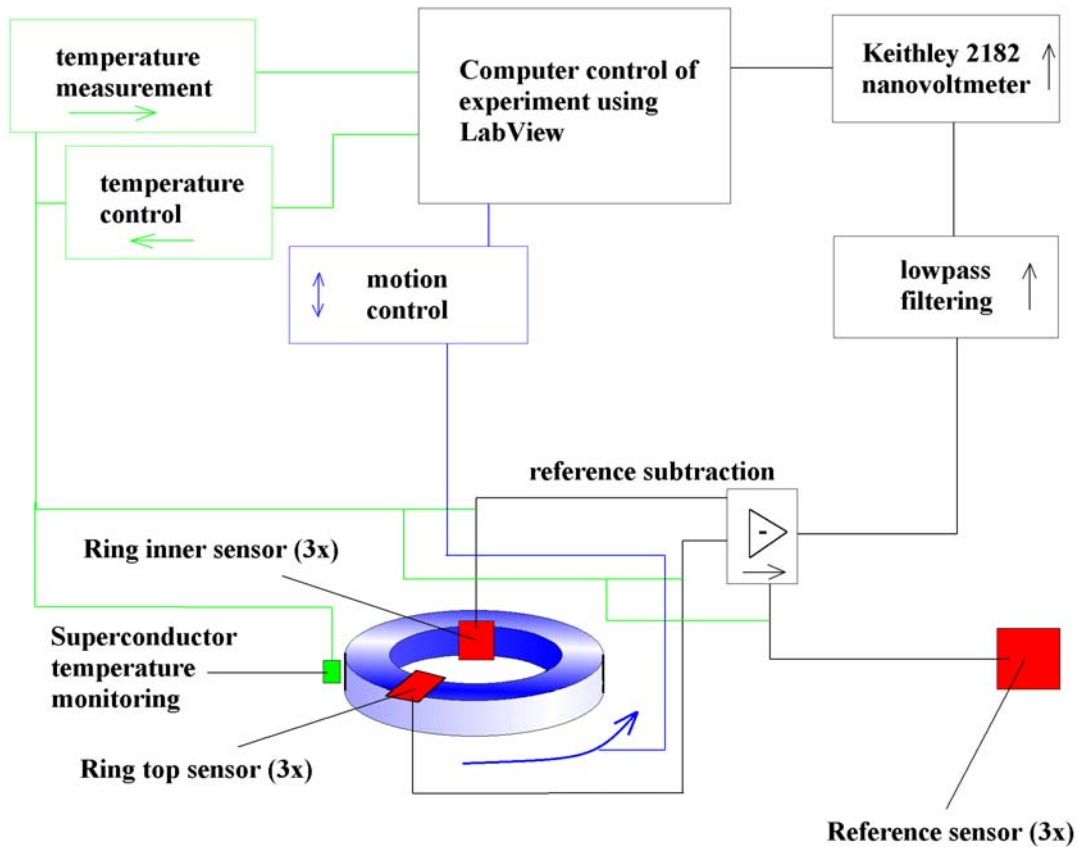 temperature
measurement
Computer control of
experiment using
LabView
Keithley 2182
nanovoltmeter
temperature
control
motion
control
lowpass
filtering
reference subtraction
-
Ring inner sensor (3x)
Superconductor
temperature
monitoring
Ring top sensor (3x)
Reference sensor (3x)